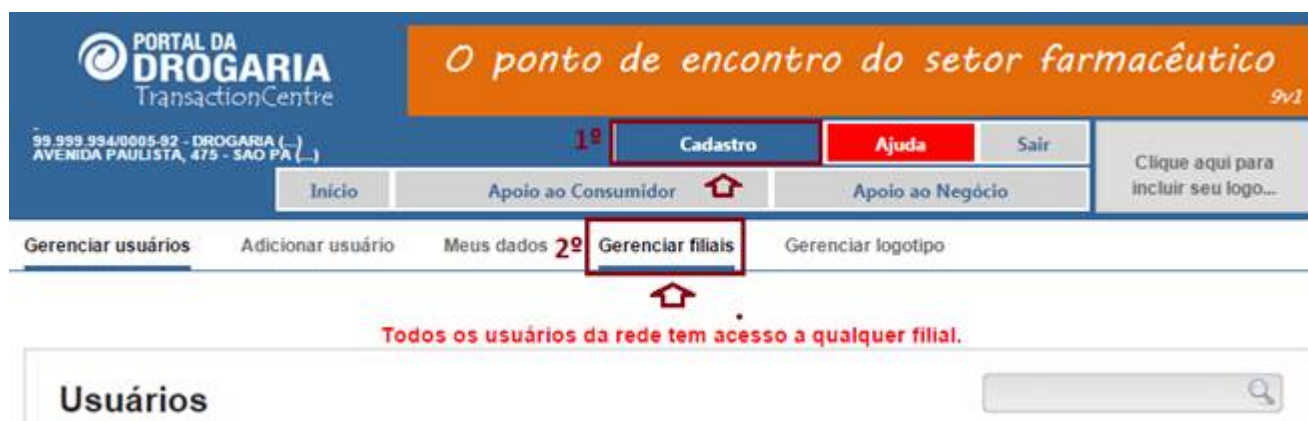 PORTAL DA
DROGARIA
TransactionCentre
O ponto de encontro do setor farmacêutico
9v1
-
99.999.994/0005-92 - DROGARIA (...)
AVENIDA PAULISTA, 475 - SAO PA (...)
1º Cadastro Ajuda Sair
Clique aqui para
incluir seu logo...
Início Apoio ao Consumidor Apoio ao Negócio
Gerenciar usuários Adicionar usuário Meus dados 2º Gerenciar filiais Gerenciar logotipo
Todos os usuários da rede tem acesso a qualquer filial.
Usuários